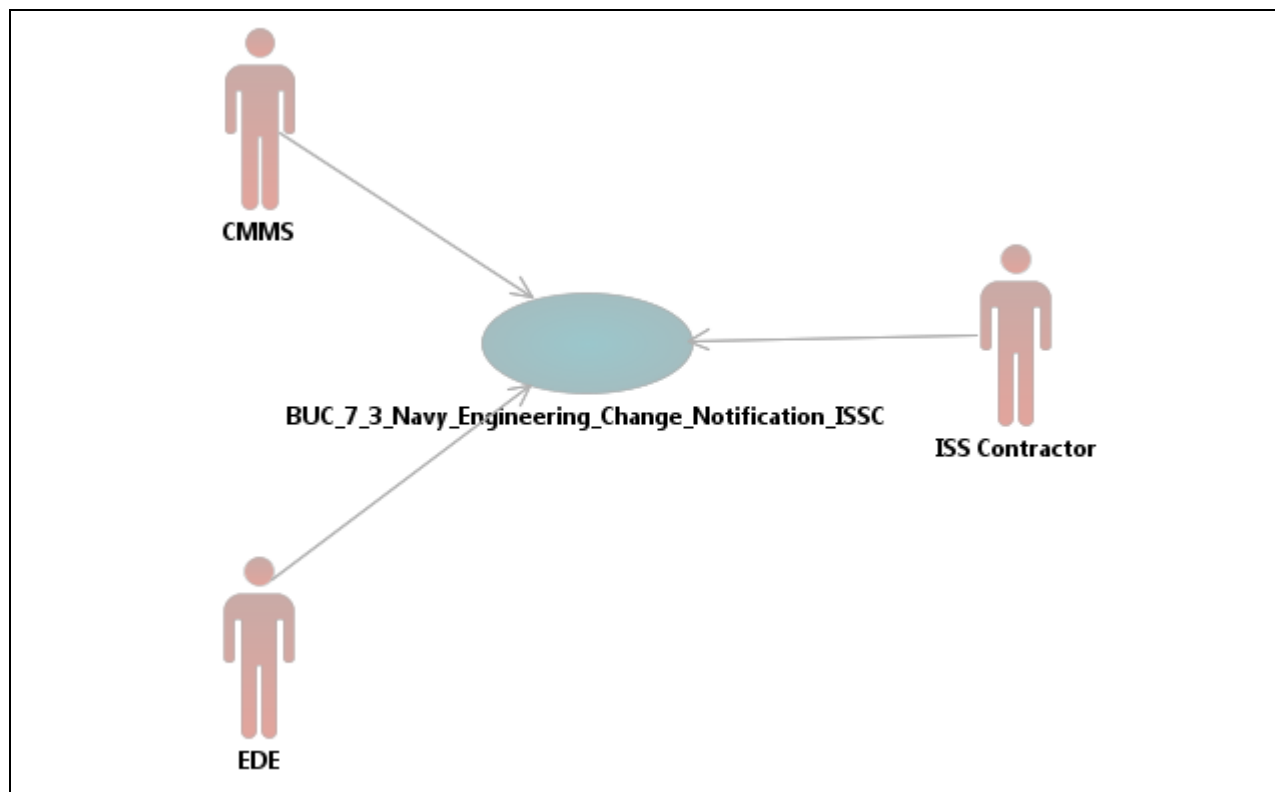 CMMS
BUC_7_3_Navy_Engineering_Change_Notification_ISSC
ISS Contractor
EDE